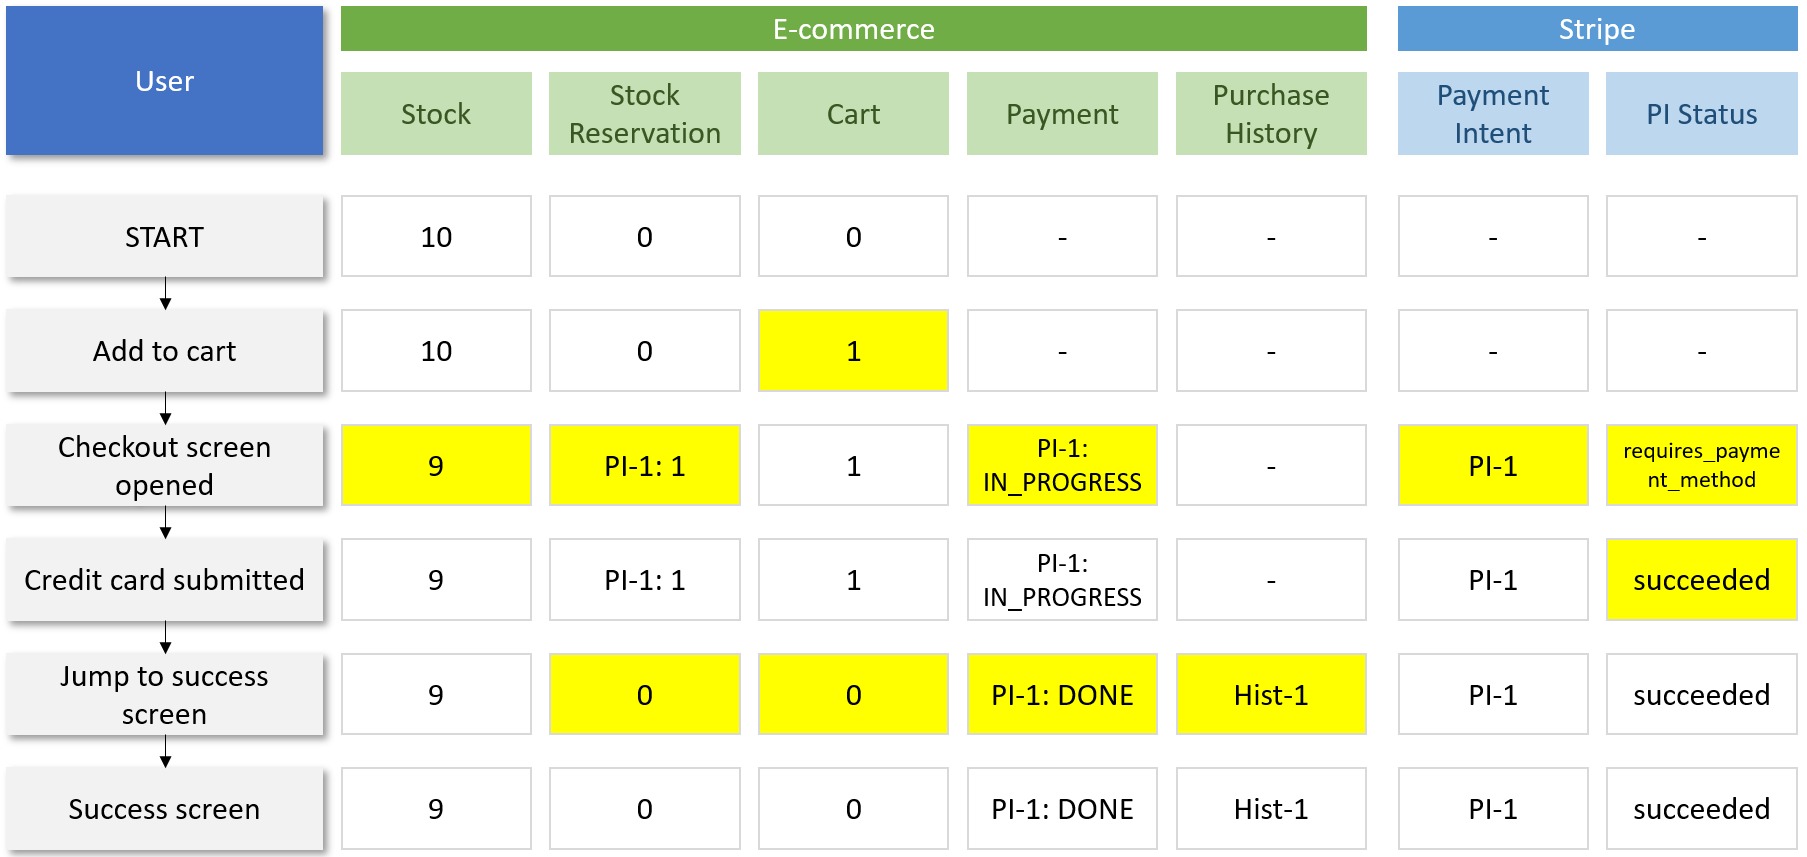 User
E-commerce
Stripe
Stock
Stock
Reservation
Cart
Payment
Purchase
History
Payment
Intent
PI Status
START
10
0
0
-
-
-
-
Add to cart
10
0
1
-
-
-
-
Checkout screen
opened
9
PI-1: 1
1
PI-1:
IN_PROGRESS
-
PI-1
requires_payme
nt_method
Credit card submitted
9
PI-1: 1
1
PI-1:
IN_PROGRESS
-
PI-1
succeeded
Jump to success
screen
9
0
0
PI-1: DONE
Hist-1
PI-1
succeeded
Success screen
9
0
0
PI-1: DONE
Hist-1
PI-1
succeeded